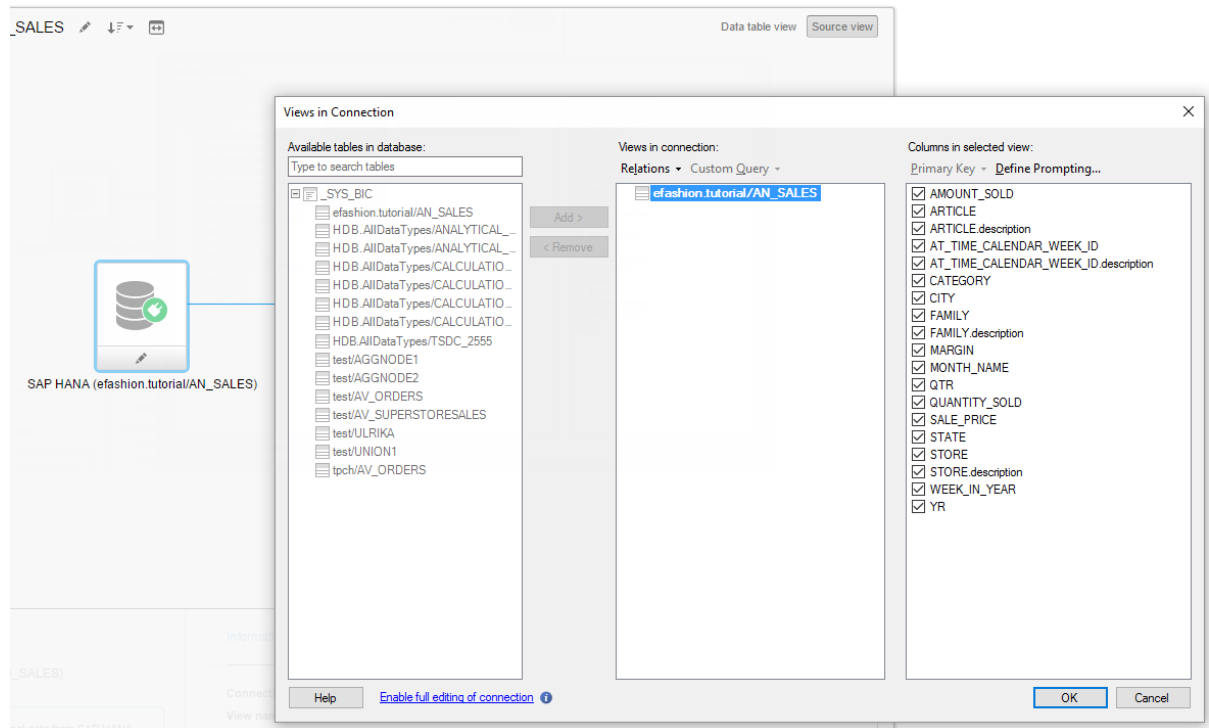 _SALES
Data table view Source view
Views in Connection
Available tables in database:
Type to search tables
_SYS_BIC
efashion.tutorial/AN_SALES
HDB.AllDataTypes/ANALYTICAL_...
HDB.AllDataTypes/ANALYTICAL_...
HDB.AllDataTypes/CALCULATIO...
HDB.AllDataTypes/CALCULATIO...
HDB.AllDataTypes/CALCULATIO...
HDB.AllDataTypes/CALCULATIO...
HDB.AllDataTypes/TSDC_2555
test/AGGNODE1
test/AGGNODE2
test/AV_ORDERS
test/AV_SUPERSTORESALES
test/ULRIKA
test/UNION1
tpch/AV_ORDERS
Add >
< Remove
Views in connection:
Relations Custom Query
efashion.tutorial/AN_SALES
Columns in selected view:
Primary Key Define Prompting...
AMOUNT_SOLD
ARTICLE
ARTICLE.description
AT_TIME_CALENDAR_WEEK_ID
AT_TIME_CALENDAR_WEEK_ID.description
CATEGORY
CITY
FAMILY
FAMILY.description
MARGIN
MONTH_NAME
QTR
QUANTITY_SOLD
SALE_PRICE
STATE
STORE
STORE.description
WEEK_IN_YEAR
YR
SAP HANA (efashion.tutorial/AN_SALES)
Help Enable full editing of connection OK Cancel
_SALES)
View